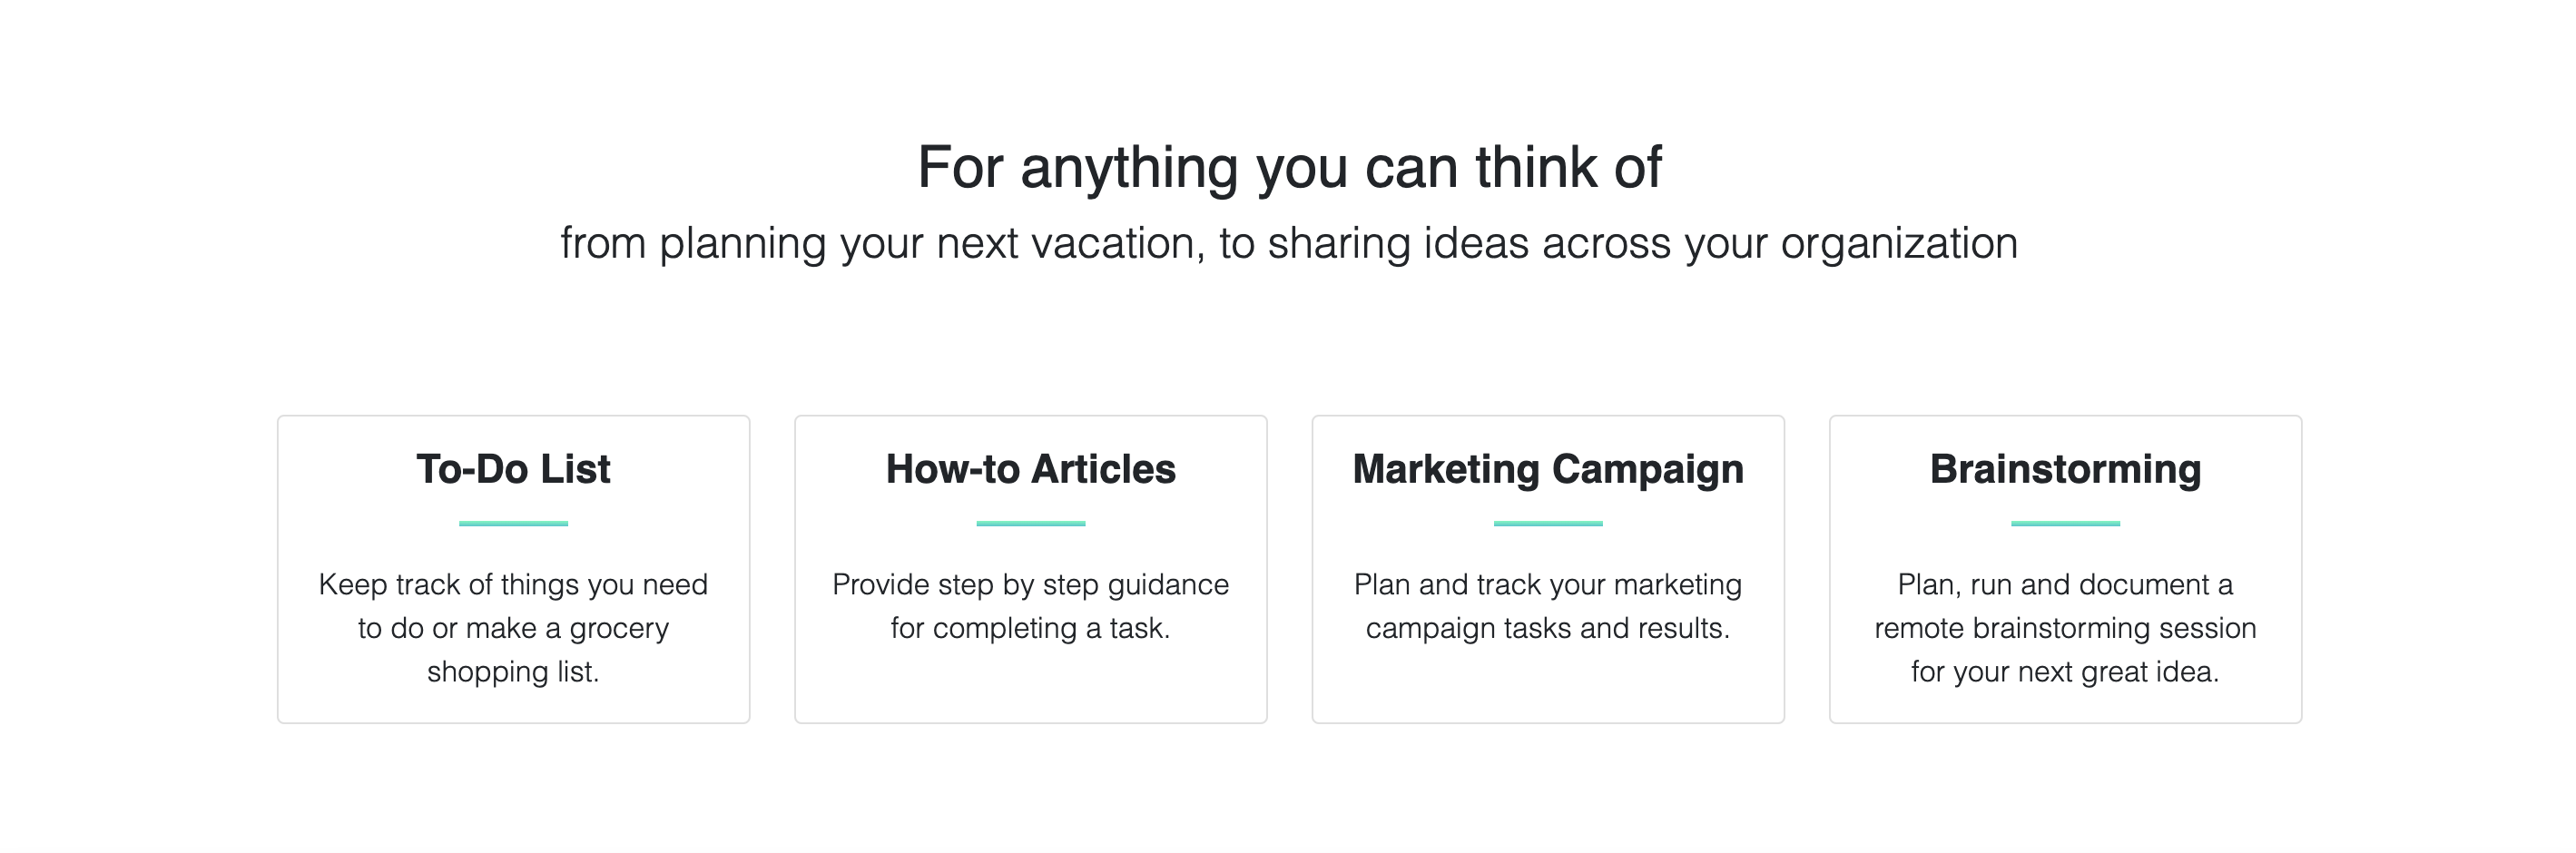 For anything you can think of
from planning your next vacation, to sharing ideas across your organization
To-Do List
Keep track of things you need
to do or make a grocery
shopping list.
How-to Articles
Provide step by step guidance
for completing a task.
Marketing Campaign
Plan and track your marketing
campaign tasks and results.
Brainstorming
Plan, run and document a
remote brainstorming session
for your next great idea.